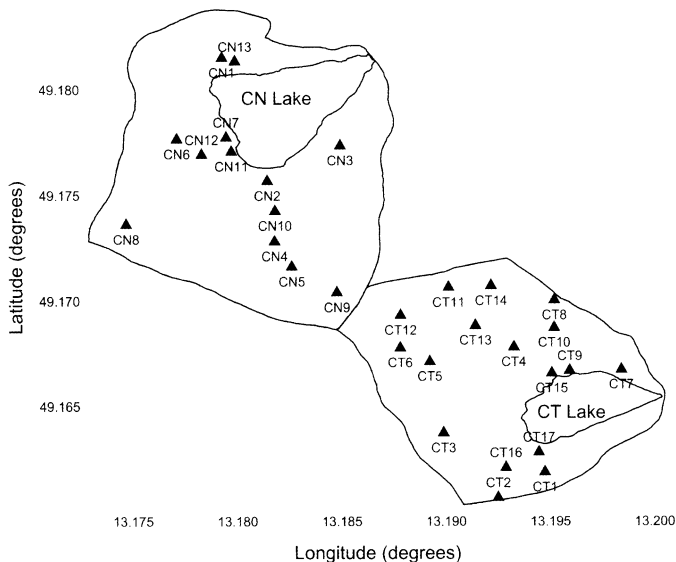 CN13
49.180
CN1
CN Lake
CN7
CN12
CN6
CN11
CN3
49.175
CN2
CN10
CN8
CN4
CN5
49.170
CN9
CT11
CT14
CT8
CT12
CT13
CT10
CT6
CT4
CT9
CT5
CT15
CT7
49.165
CT Lake
CT3
CT17
CT16
CT2
CT1
13.175
13.180
13.185
13.190
13.195
13.200
Latitude (degrees)
Longitude (degrees)